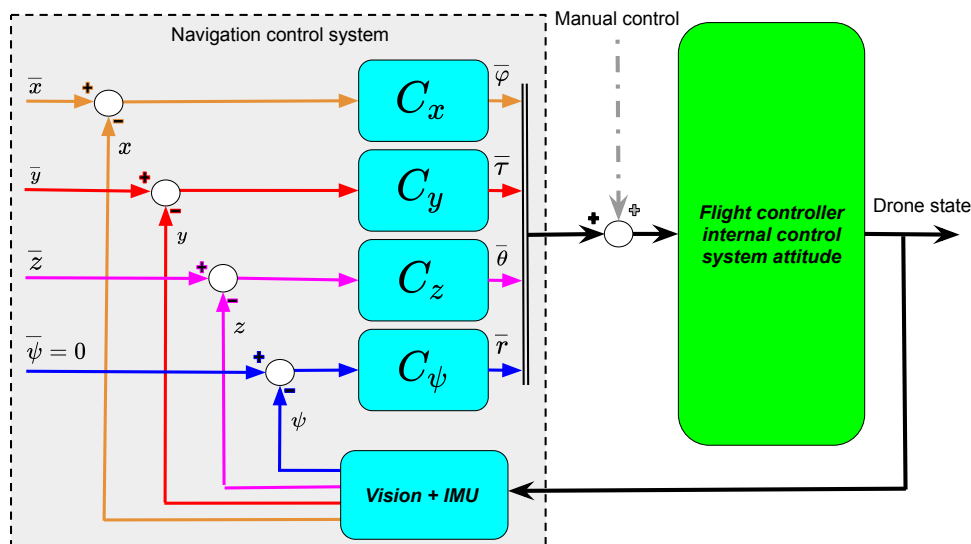 Manual control
Navigation control system
x̅
+
−
x
C_x
φ̅
y̅
+
−
y
C_y
τ̅
z̅
+
−
z
C_z
θ̅
ψ̅ = 0
+
−
ψ
C_ψ
r̅
+
+
Flight controller
internal control
system attitude
Drone state
Vision + IMU